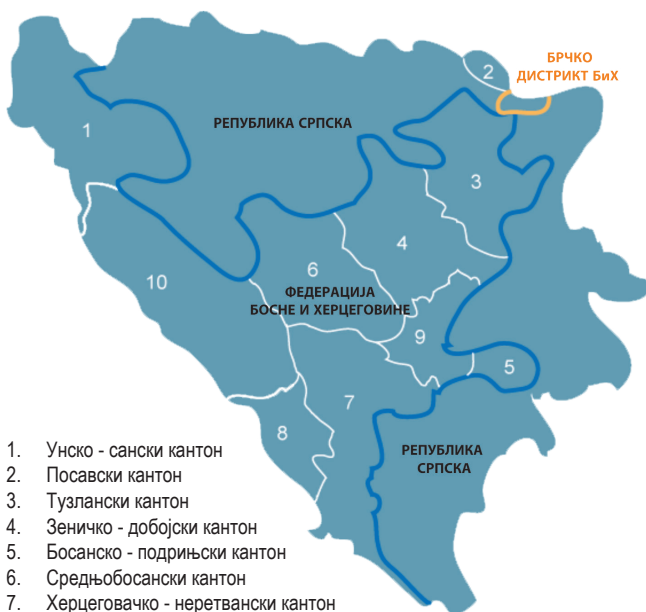 БРЧКО
ДИСТРИКТ БиХ
2
РЕПУБЛИКА СРПСКА
1
3
4
10
6
ФЕДЕРАЦИЈА
БОСНЕ И ХЕРЦЕГОВИНЕ
9
5
7
8
РЕПУБЛИКА
СРПСКА
1. Унско - сански кантон
2. Посавски кантон
3. Тузлански кантон
4. Зеничко - добојски кантон
5. Босанско - подрињски кантон
6. Средњобосански кантон
7. Херцеговачко - неретвански кантон